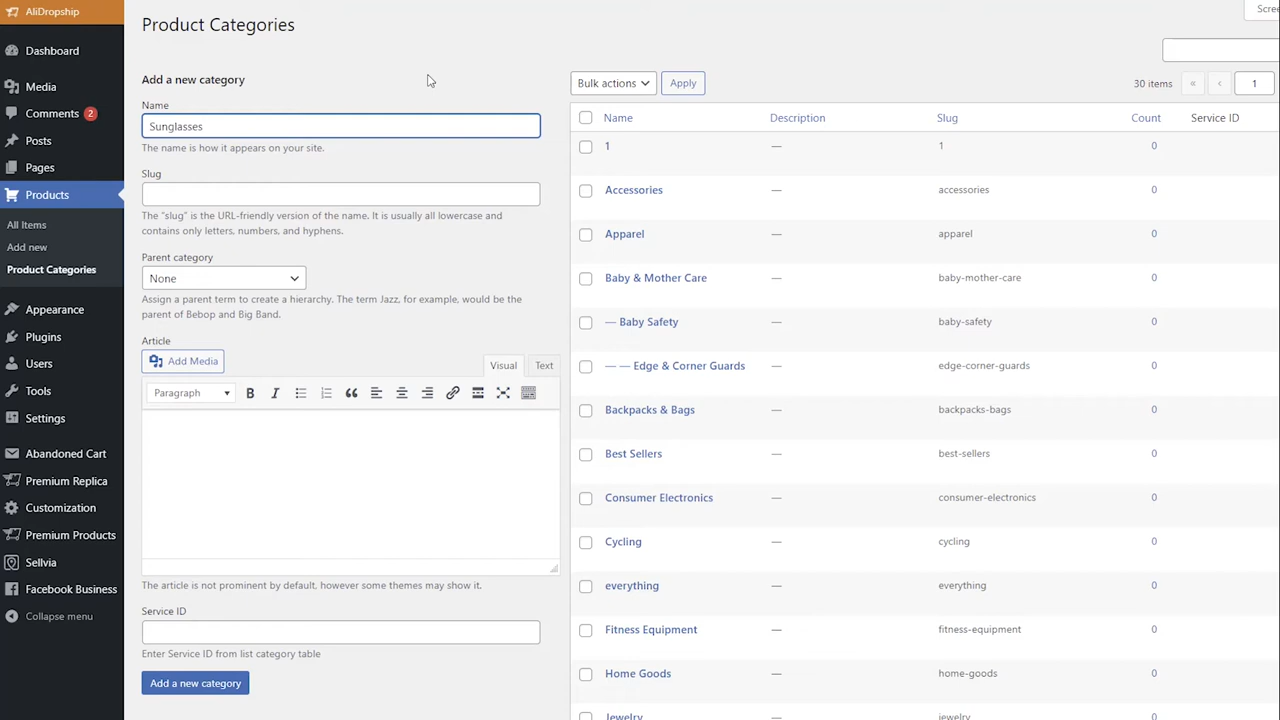 AliDropship
Dashboard
Media
Comments 2
Posts
Pages
Products
All Items
Add new
Product Categories
Appearance
Plugins
Users
Tools
Settings
Abandoned Cart
Premium Replica
Customization
Premium Products
Sellvia
Facebook Business
Collapse menu
Product Categories
Add a new category
Name
Sunglasses
The name is how it appears on your site.
Slug
The “slug” is the URL-friendly version of the name. It is usually all lowercase and
contains only letters, numbers, and hyphens.
Parent category
None
Assign a parent term to create a hierarchy. The term Jazz, for example, would be the
parent of Bebop and Big Band.
Article
Add Media
Visual Text
Paragraph
The article is not prominent by default, however some themes may show it.
Service ID
Enter Service ID from list category table
Add a new category
Bulk actions Apply 30 items « ‹ 1
Name Description Slug Count Service ID
1 — 1 0
Accessories — accessories 0
Apparel — apparel 0
Baby & Mother Care — baby-mother-care 0
— Baby Safety — baby-safety 0
— — Edge & Corner Guards — edge-corner-guards 0
Backpacks & Bags — backpacks-bags 0
Best Sellers — best-sellers 0
Consumer Electronics — consumer-electronics 0
Cycling — cycling 0
everything — everything 0
Fitness Equipment — fitness-equipment 0
Home Goods — home-goods 0
Jewelry — jewelry 0